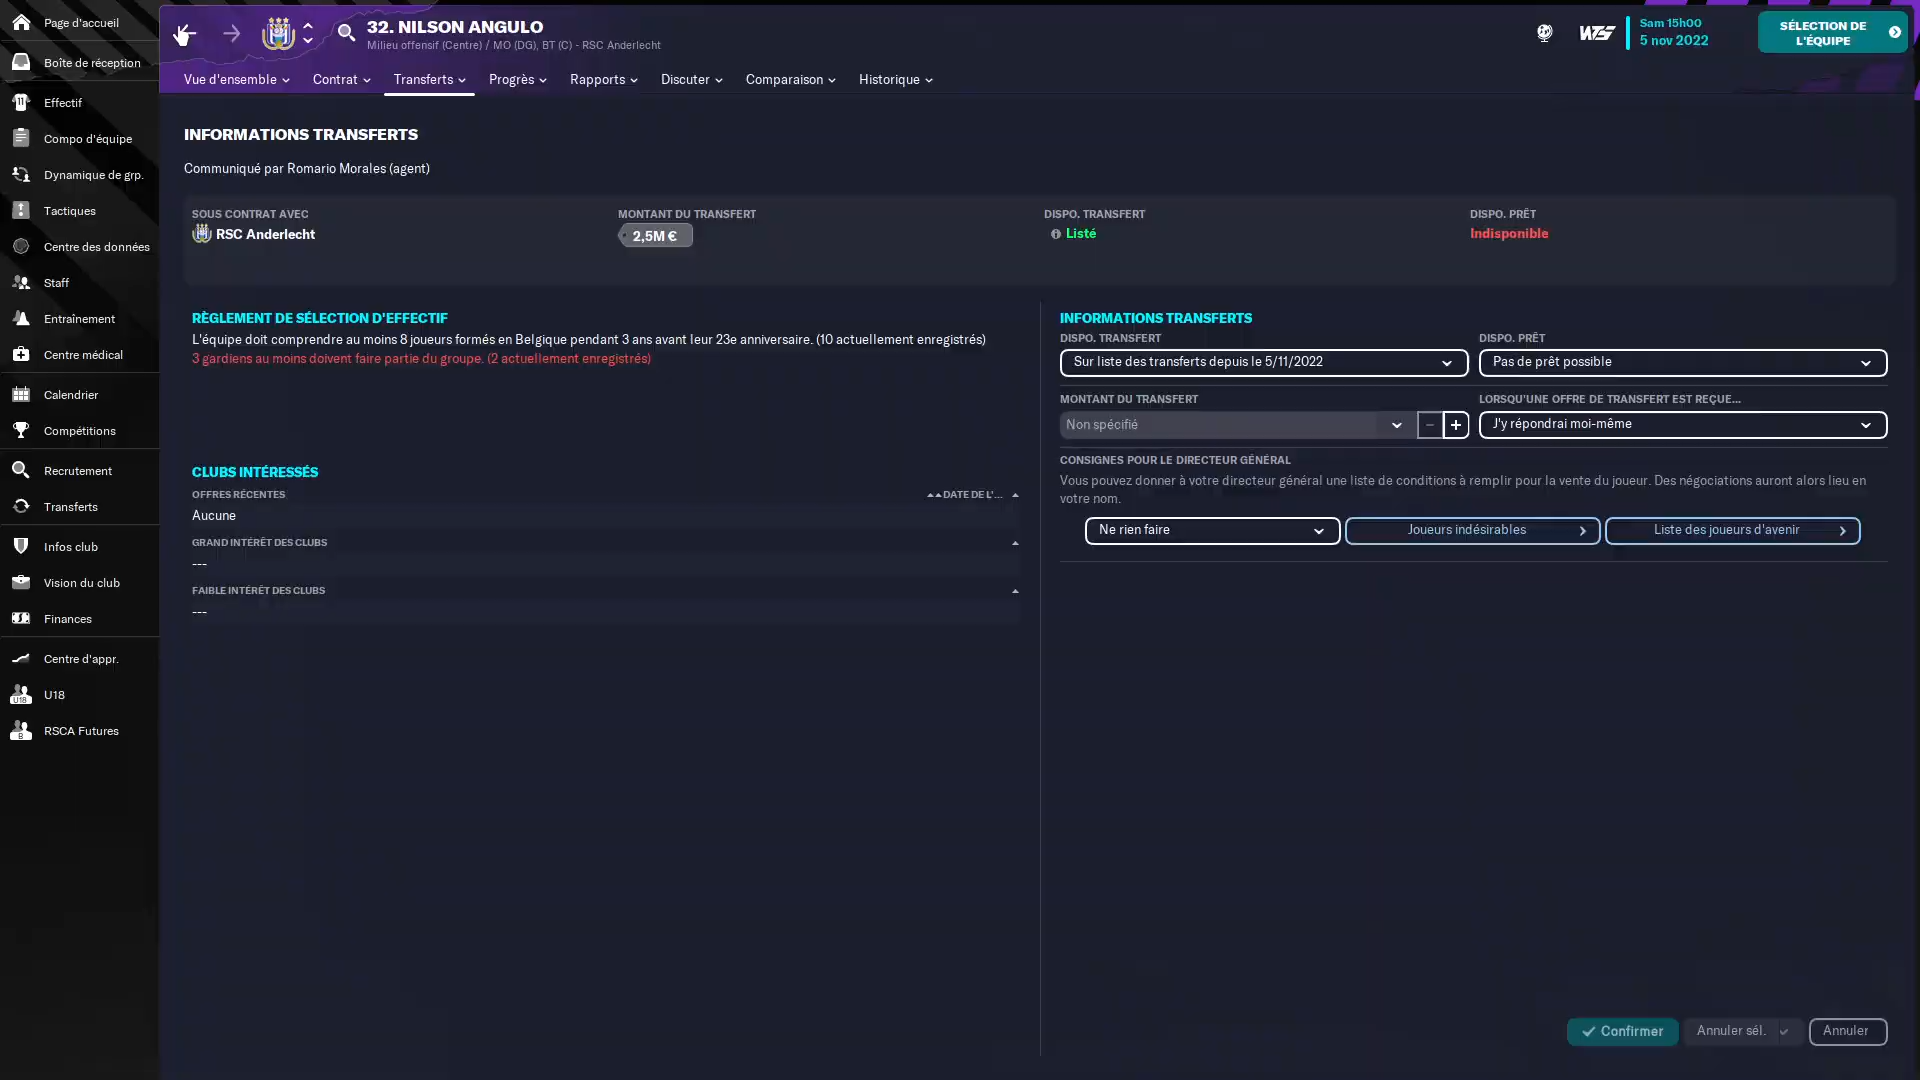 Page d'accueil
Boîte de réception
Effectif
Compo d'équipe
Dynamique de grp.
Tactiques
Centre des données
Staff
Entraînement
Centre médical
Calendrier
Compétitions
Recrutement
Transferts
Infos club
Vision du club
Finances
Centre d'appr.
U18
U18
RSCA Futures
B
32. NILSON ANGULO
Milieu offensif (Centre) / MO (DG), BT (C) - RSC Anderlecht
Sam 15h00
5 nov 2022
SÉLECTION DE L'ÉQUIPE
Vue d'ensemble Contrat Transferts Progrès Rapports Discuter Comparaison Historique
INFORMATIONS TRANSFERTS
Communiqué par Romario Morales (agent)
SOUS CONTRAT AVEC MONTANT DU TRANSFERT DISPO. TRANSFERT DISPO. PRÊT
RSC Anderlecht 2,5M € Listé Indisponible
RÈGLEMENT DE SÉLECTION D'EFFECTIF
L'équipe doit comprendre au moins 8 joueurs formés en Belgique pendant 3 ans avant leur 23e anniversaire. (10 actuellement enregistrés)
3 gardiens au moins doivent faire partie du groupe. (2 actuellement enregistrés)
CLUBS INTÉRESSÉS
OFFRES RÉCENTES DATE DE L'...
Aucune
GRAND INTÉRÊT DES CLUBS
---
FAIBLE INTÉRÊT DES CLUBS
---
INFORMATIONS TRANSFERTS
DISPO. TRANSFERT DISPO. PRÊT
Sur liste des transferts depuis le 5/11/2022 Pas de prêt possible
MONTANT DU TRANSFERT LORSQU'UNE OFFRE DE TRANSFERT EST REÇUE...
Non spécifié - + J'y répondrai moi-même
CONSIGNES POUR LE DIRECTEUR GÉNÉRAL
Vous pouvez donner à votre directeur général une liste de conditions à remplir pour la vente du joueur. Des négociations auront alors lieu en
votre nom.
Ne rien faire Joueurs indésirables Liste des joueurs d'avenir
Confirmer Annuler sél. Annuler